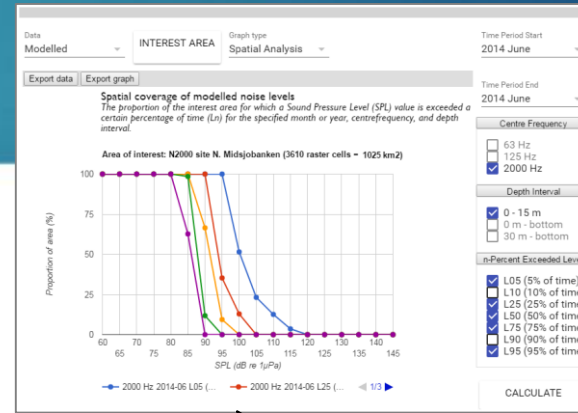 Data
Modelled
INTEREST AREA
Graph type
Spatial Analysis
Time Period Start
2014 June
Export data
Export graph
Time Period End
2014 June
Spatial coverage of modelled noise levels
The proportion of the interest area for which a Sound Pressure Level (SPL) value is exceeded a
certain percentage of time (Ln) for the specified month or year, centrefrequency, and depth
interval.
Centre Frequency
63 Hz
125 Hz
2000 Hz
Area of interest: N2000 site N. Midsjobanken (3610 raster cells = 1025 km2)
Depth Interval
0 - 15 m
0 m - bottom
30 m - bottom
n-Percent Exceeded Leve
L05 (5% of time)
L10 (10% of time
L25 (25% of time
L50 (50% of time
L75 (75% of time
L90 (90% of time
L95 (95% of time
Proportion of area (%)
100
75
50
25
0
60 70 80 90 100 110 120 130 140
65 75 85 95 105 115 125 135 145
SPL (dB re 1µPa)
2000 Hz 2014-06 L05 (...
2000 Hz 2014-06 L25 (...
1/3
CALCULATE